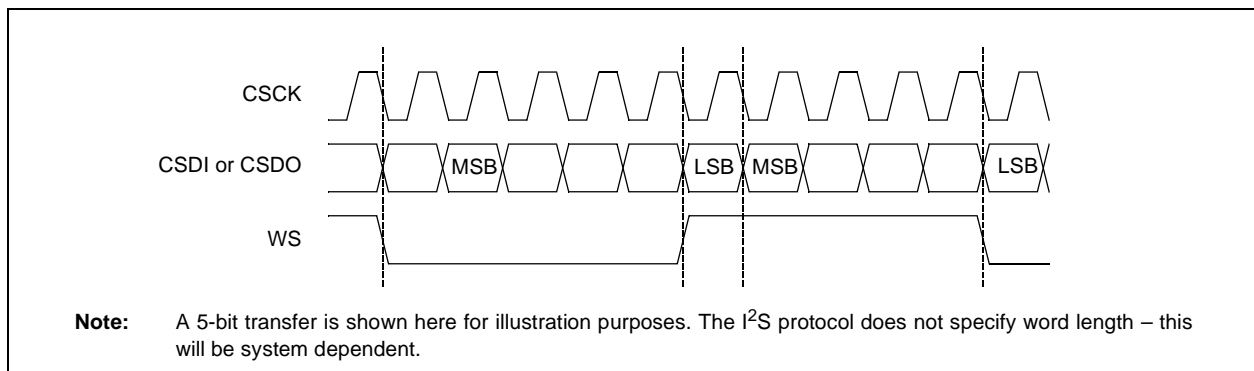 CSCK
CSDI or CSDO
MSB
LSB
MSB
LSB
WS
Note: A 5-bit transfer is shown here for illustration purposes. The I²S protocol does not specify word length – this
will be system dependent.